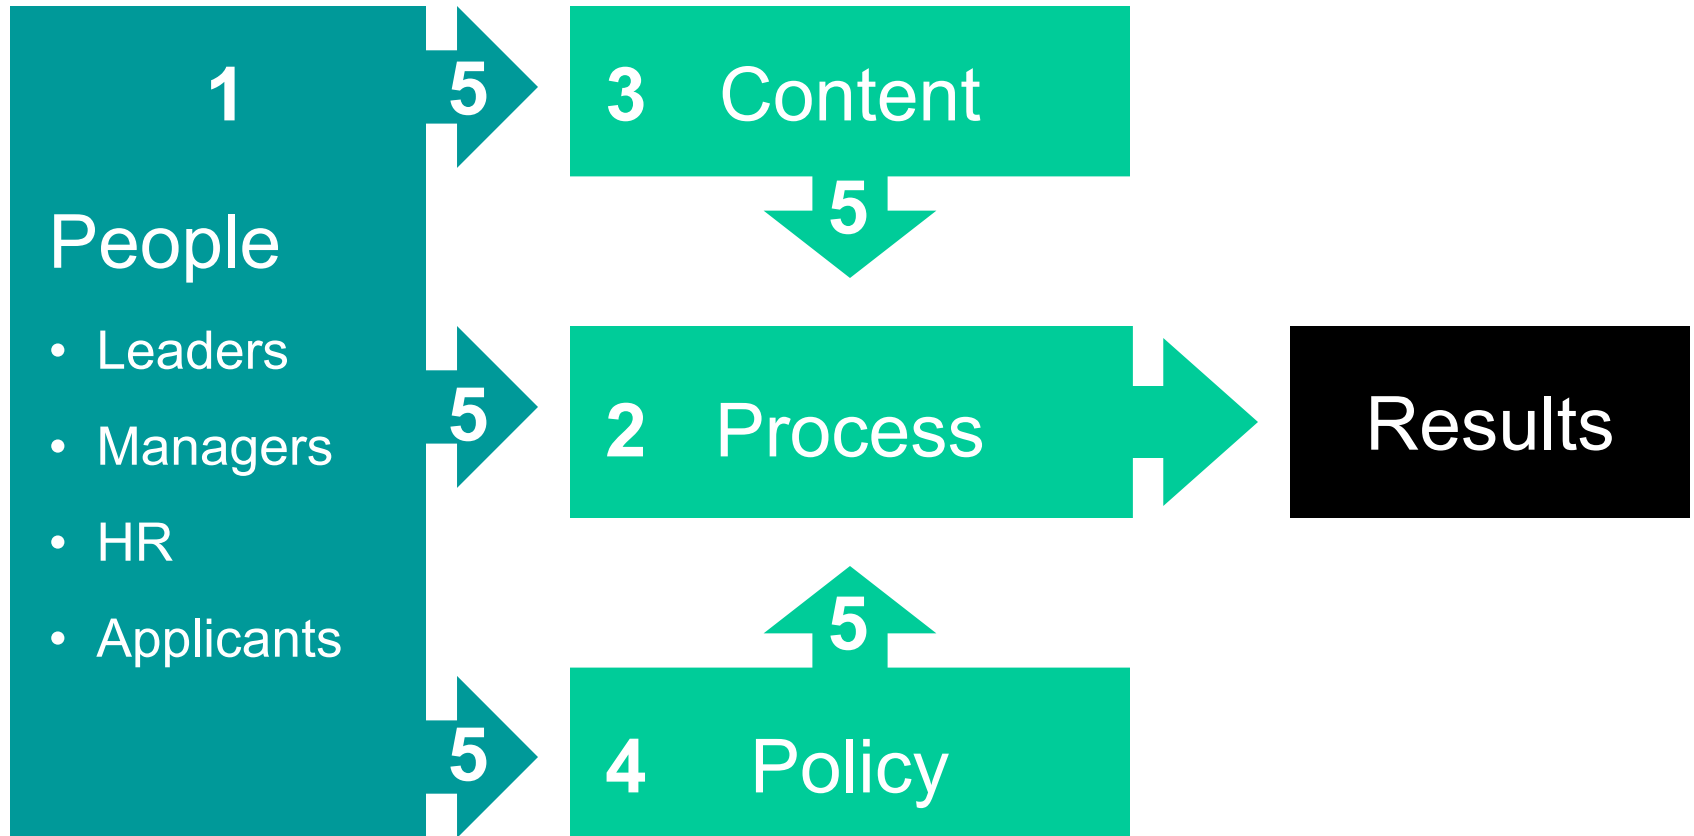 1
People
• Leaders
• Managers
• HR
• Applicants
5
5
5
3 Content
5
2 Process
5
4 Policy
Results